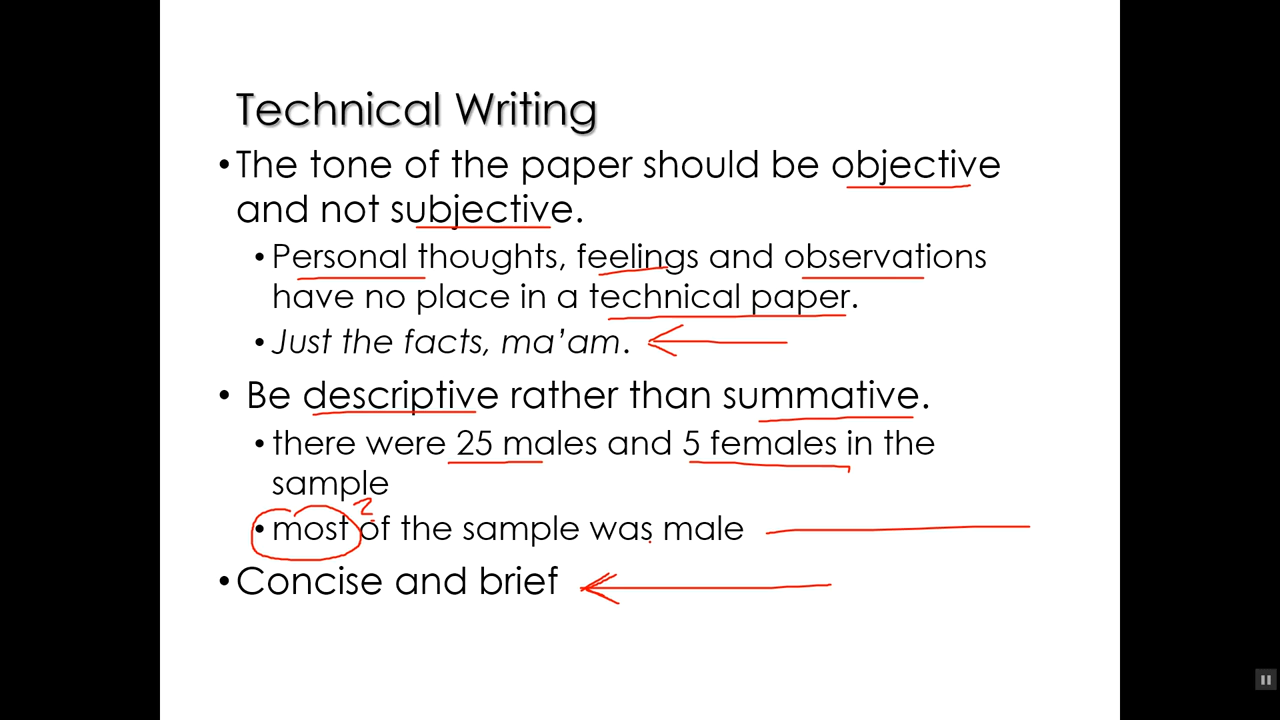 Technical Writing
• The tone of the paper should be objective
and not subjective.
• Personal thoughts, feelings and observations
have no place in a technical paper.
• Just the facts, ma’am.
• Be descriptive rather than summative.
• there were 25 males and 5 females in the
sample
?
• most of the sample was male
• Concise and brief